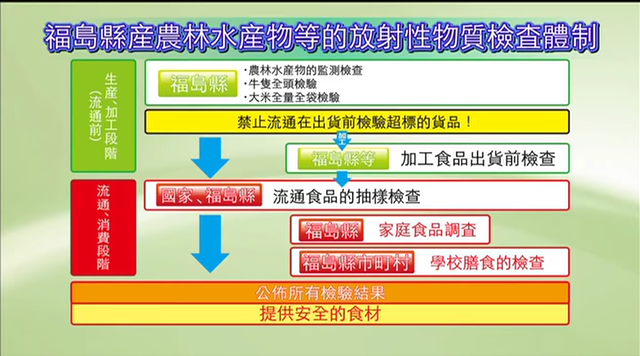 福島縣産農林水産物等的放射性物質檢查體制
生産、加工段階
(流通前)
福島縣
·農林水產物的監測檢查
·牛隻全頭檢驗
·大米全量全袋檢驗
禁止流通在出貨前檢驗超標的貨品！
加工
福島縣等 加工食品出貨前檢查
流通、消費段階
國家、福島縣 流通食品的抽樣檢查
福島縣 家庭食品調查
福島縣市町村 學校膳食的檢查
公佈所有檢驗結果
提供安全的食材